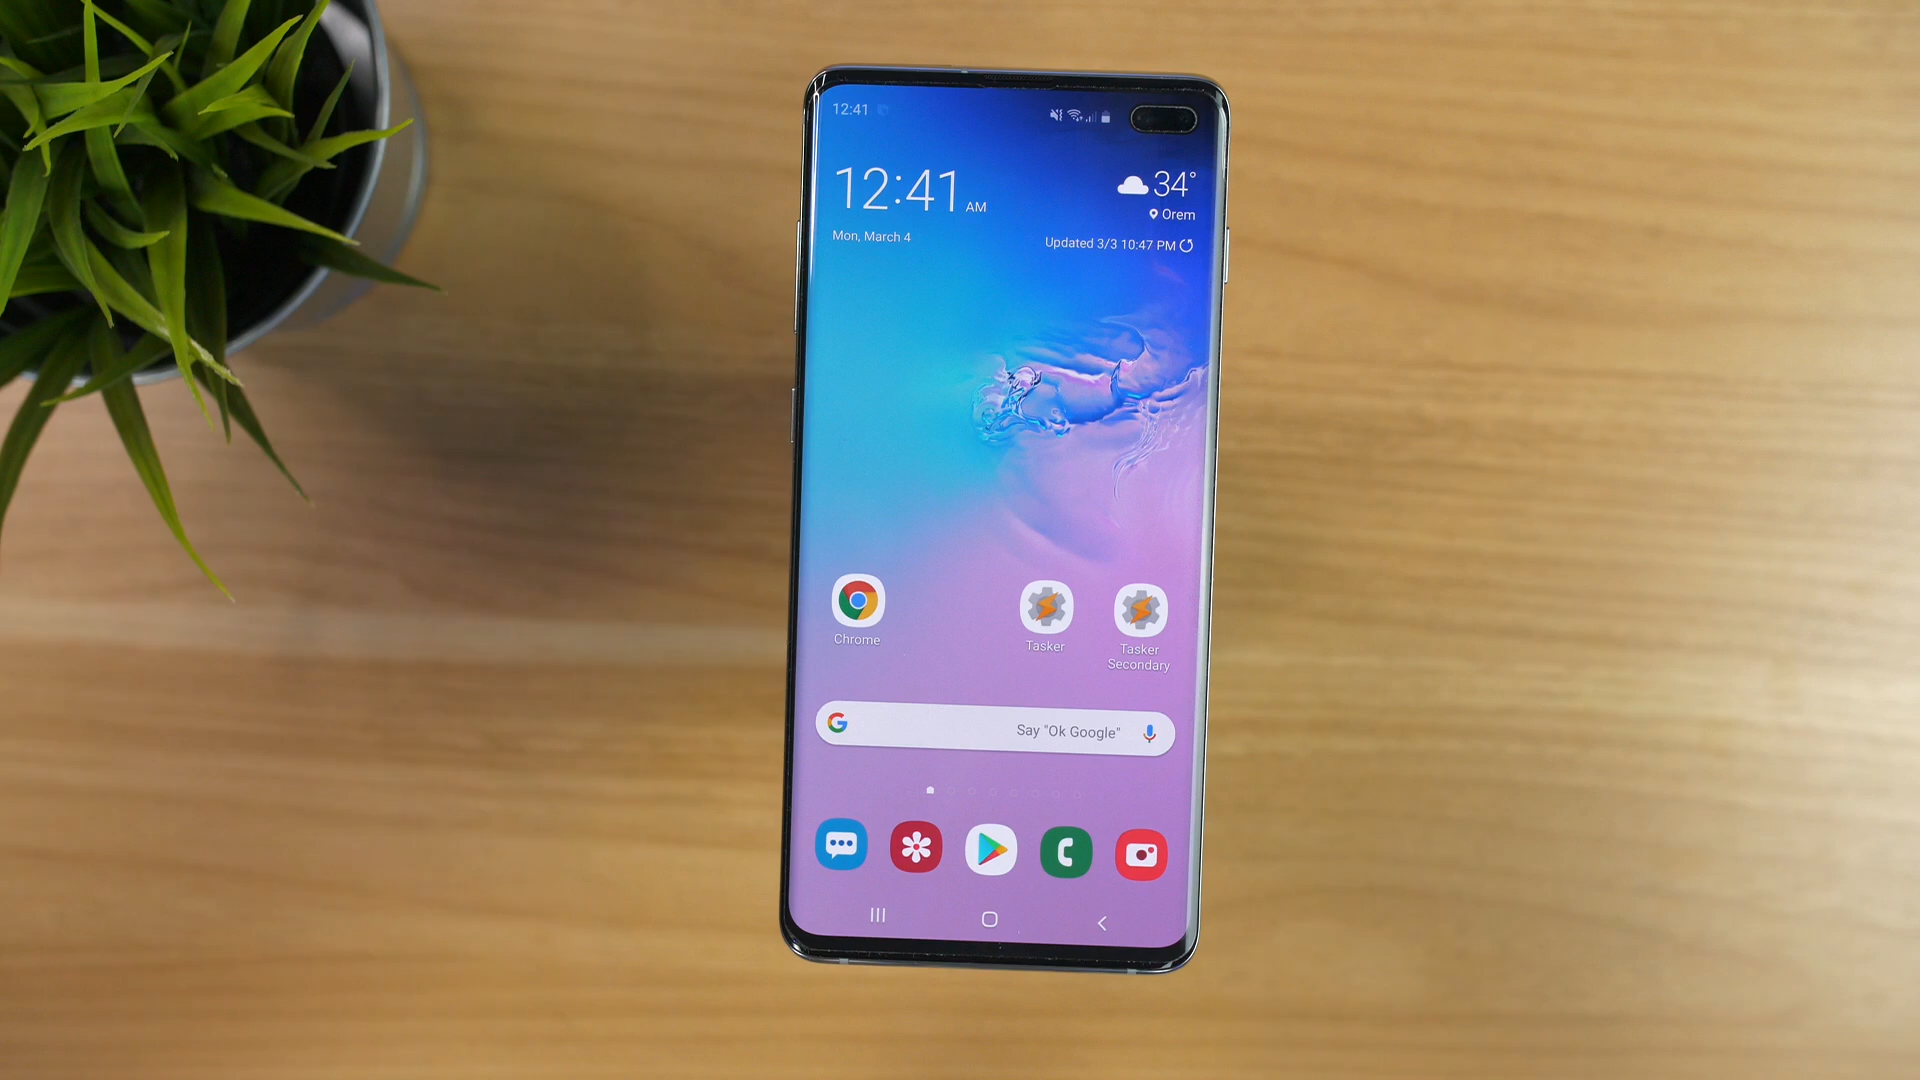 12:41
12:41 AM
34°
Orem
Mon, March 4
Updated 3/3 10:47 PM
Chrome
Tasker
Tasker
Secondary
G
Say "Ok Google"